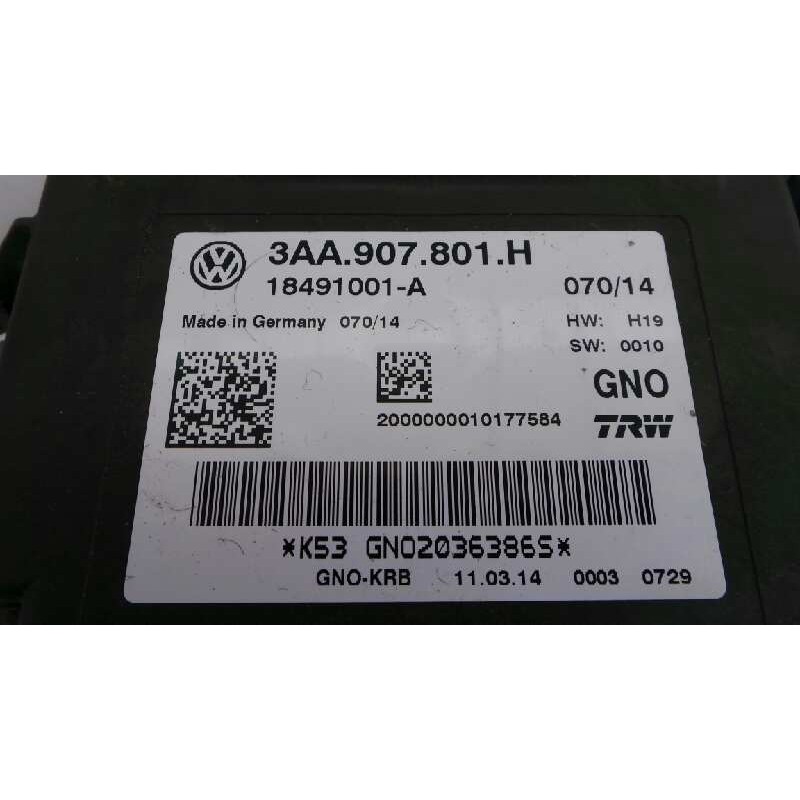 3AA.907.801.H
18491001-A 070/14
Made in Germany 070/14 HW: H19
SW: 0010
GNO
2000000010177584 TRW
*K53 GNO2036386S*
GNO-KRB 11.03.14 0003 0729